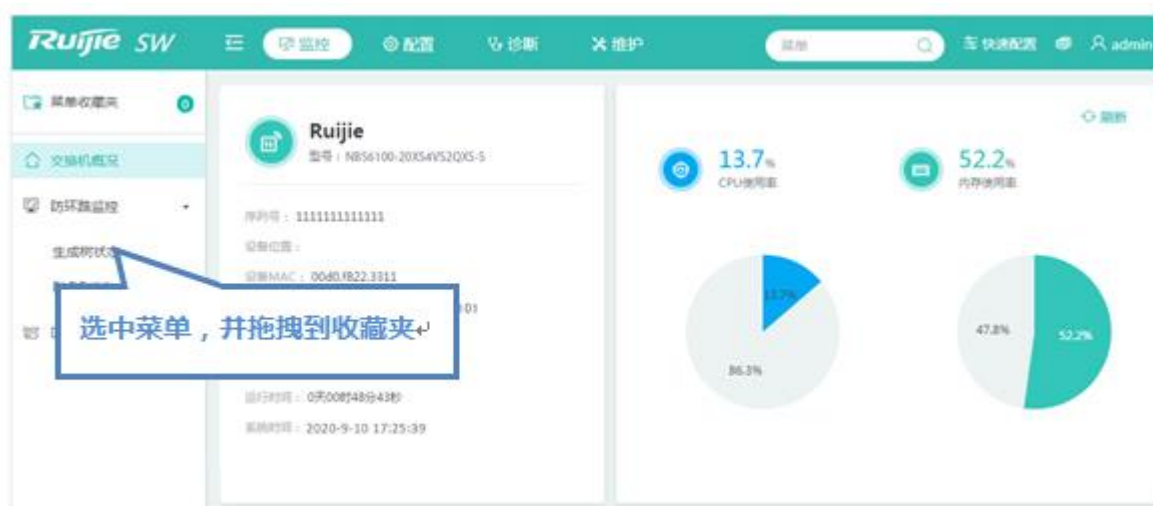 Ruijie SW
监控
配置
诊断
维护
菜单
快速配置
admin
菜单收藏夹
0
交换机概况
防环路监控
生成树状态
选中菜单，并拖拽到收藏夹
Ruijie
型号：NBS6100-20XS4VS2QXS-S
序列号：1111111111111
设备位置：
设备MAC：00d0.f822.3311
01
运行时间：0天00时48分43秒
系统时间：2020-9-10 17:25:39
刷新
13.7%
CPU使用率
52.2%
内存使用率
13.7%
86.3%
47.8%
52.2%